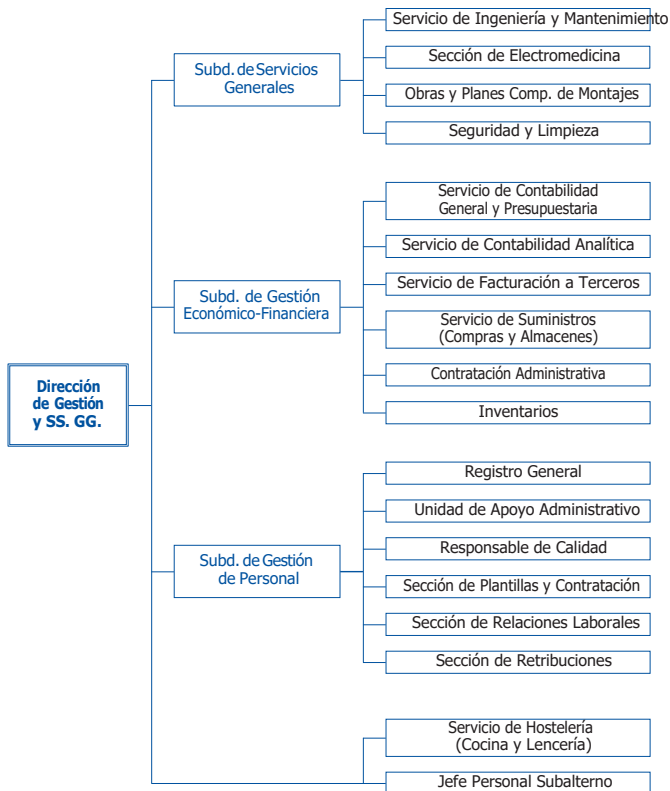 Servicio de Ingeniería y Mantenimiento
Sección de Electromedicina
Subd. de Servicios
Generales
Obras y Planes Comp. de Montajes
Seguridad y Limpieza
Servicio de Contabilidad
General y Presupuestaria
Servicio de Contabilidad Analítica
Servicio de Facturación a Terceros
Subd. de Gestión
Económico-Financiera
Servicio de Suministros
(Compras y Almacenes)
Contratación Administrativa
Inventarios
Dirección
de Gestión
y SS. GG.
Registro General
Unidad de Apoyo Administrativo
Responsable de Calidad
Subd. de Gestión
de Personal
Sección de Plantillas y Contratación
Sección de Relaciones Laborales
Sección de Retribuciones
Servicio de Hostelería
(Cocina y Lencería)
Jefe Personal Subalterno